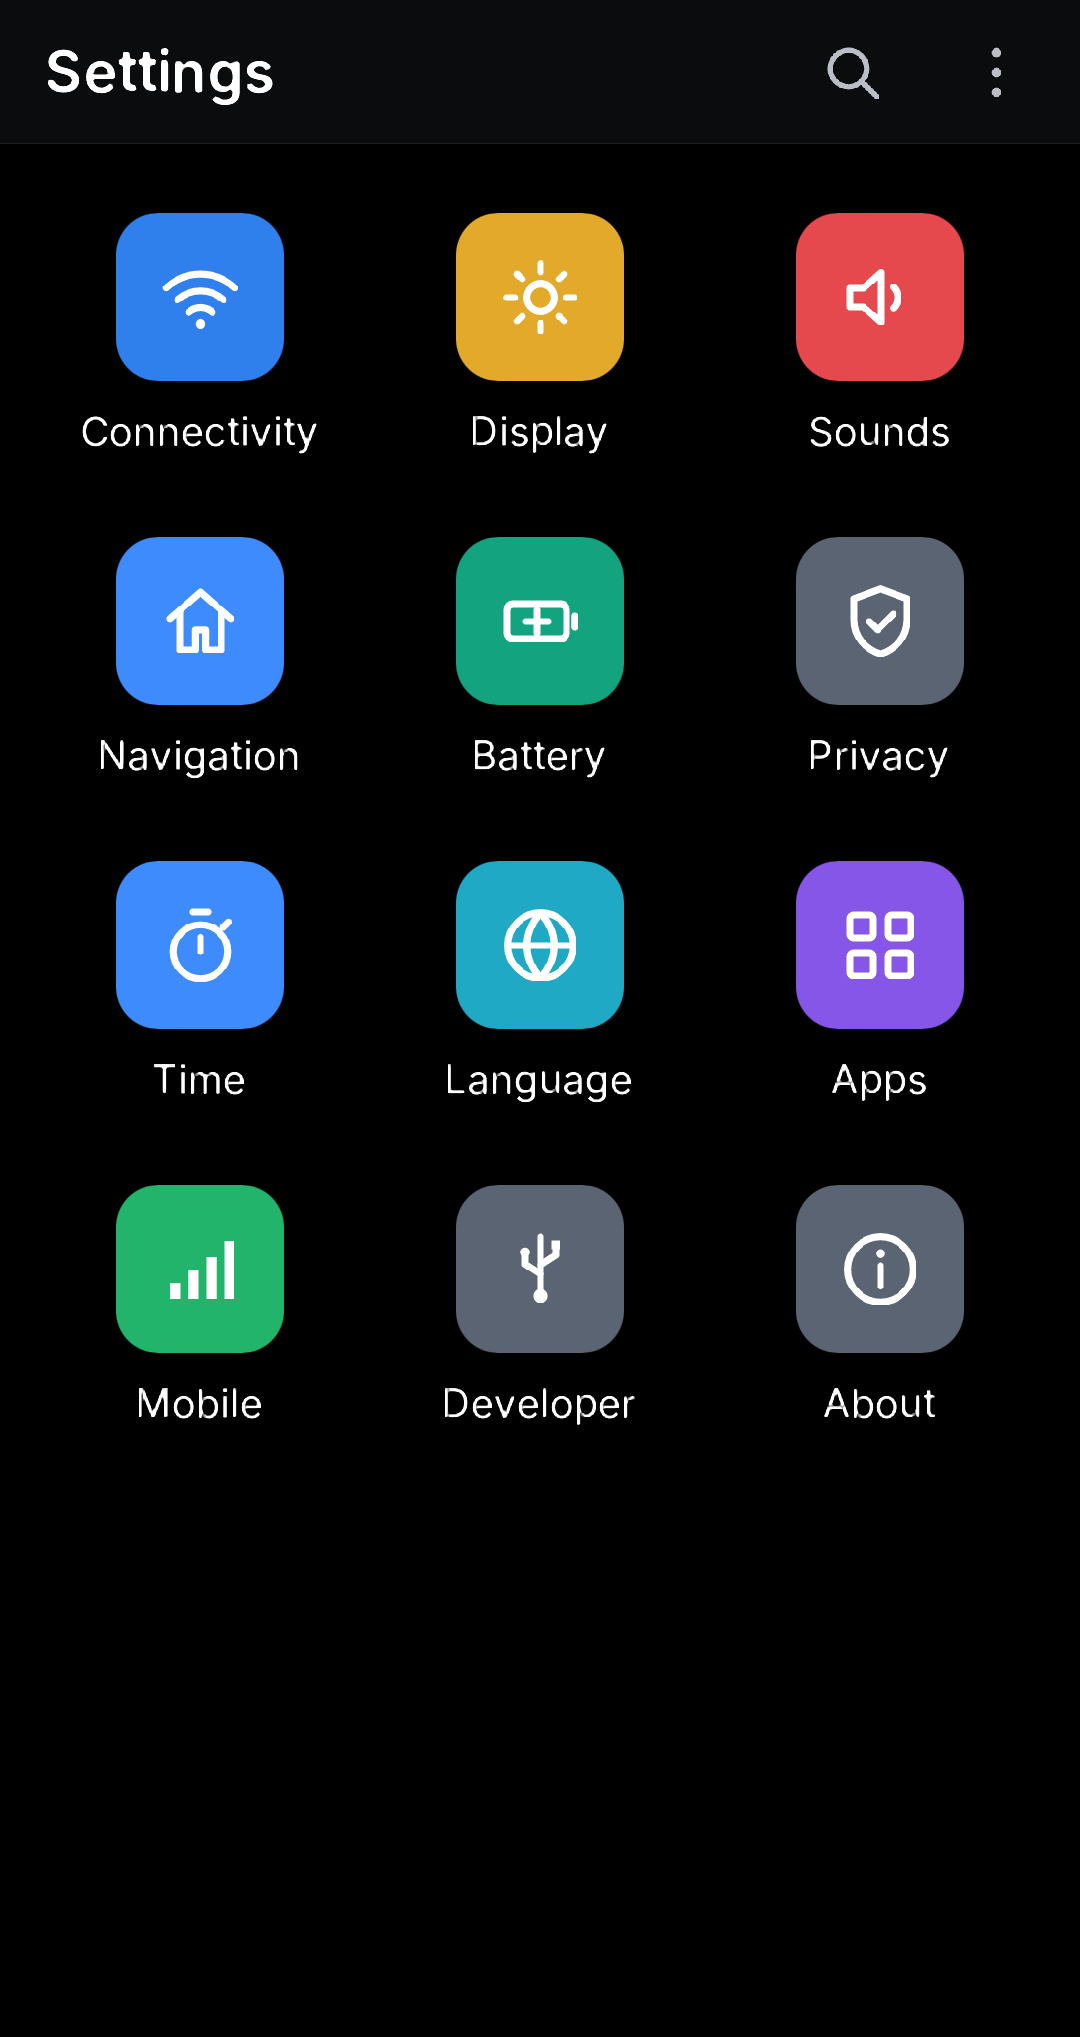 Settings
Connectivity
Display
Sounds
Navigation
Battery
Privacy
Time
Language
Apps
Mobile
Developer
About